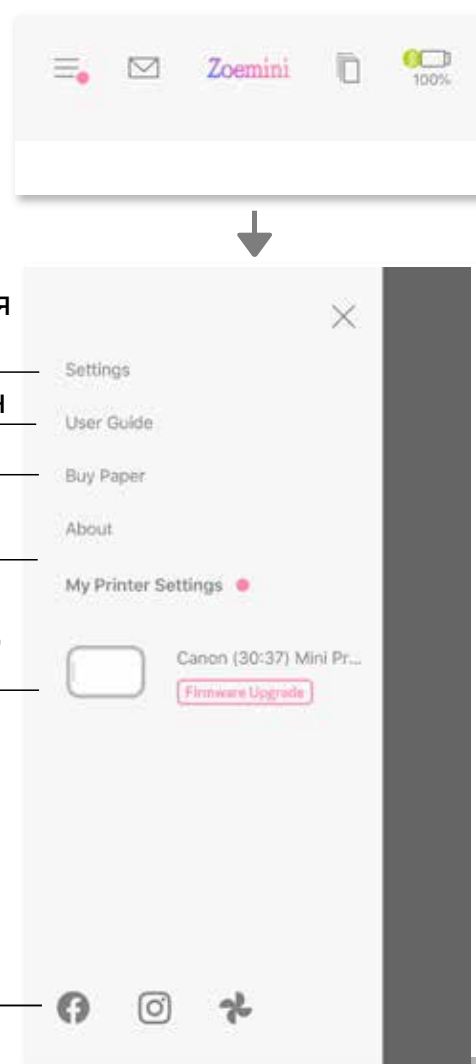 Zoemini
100%
я
Settings
н
User Guide
Buy Paper
About
My Printer Settings
Canon (30:37) Mini Pr...
Firmware Upgrade